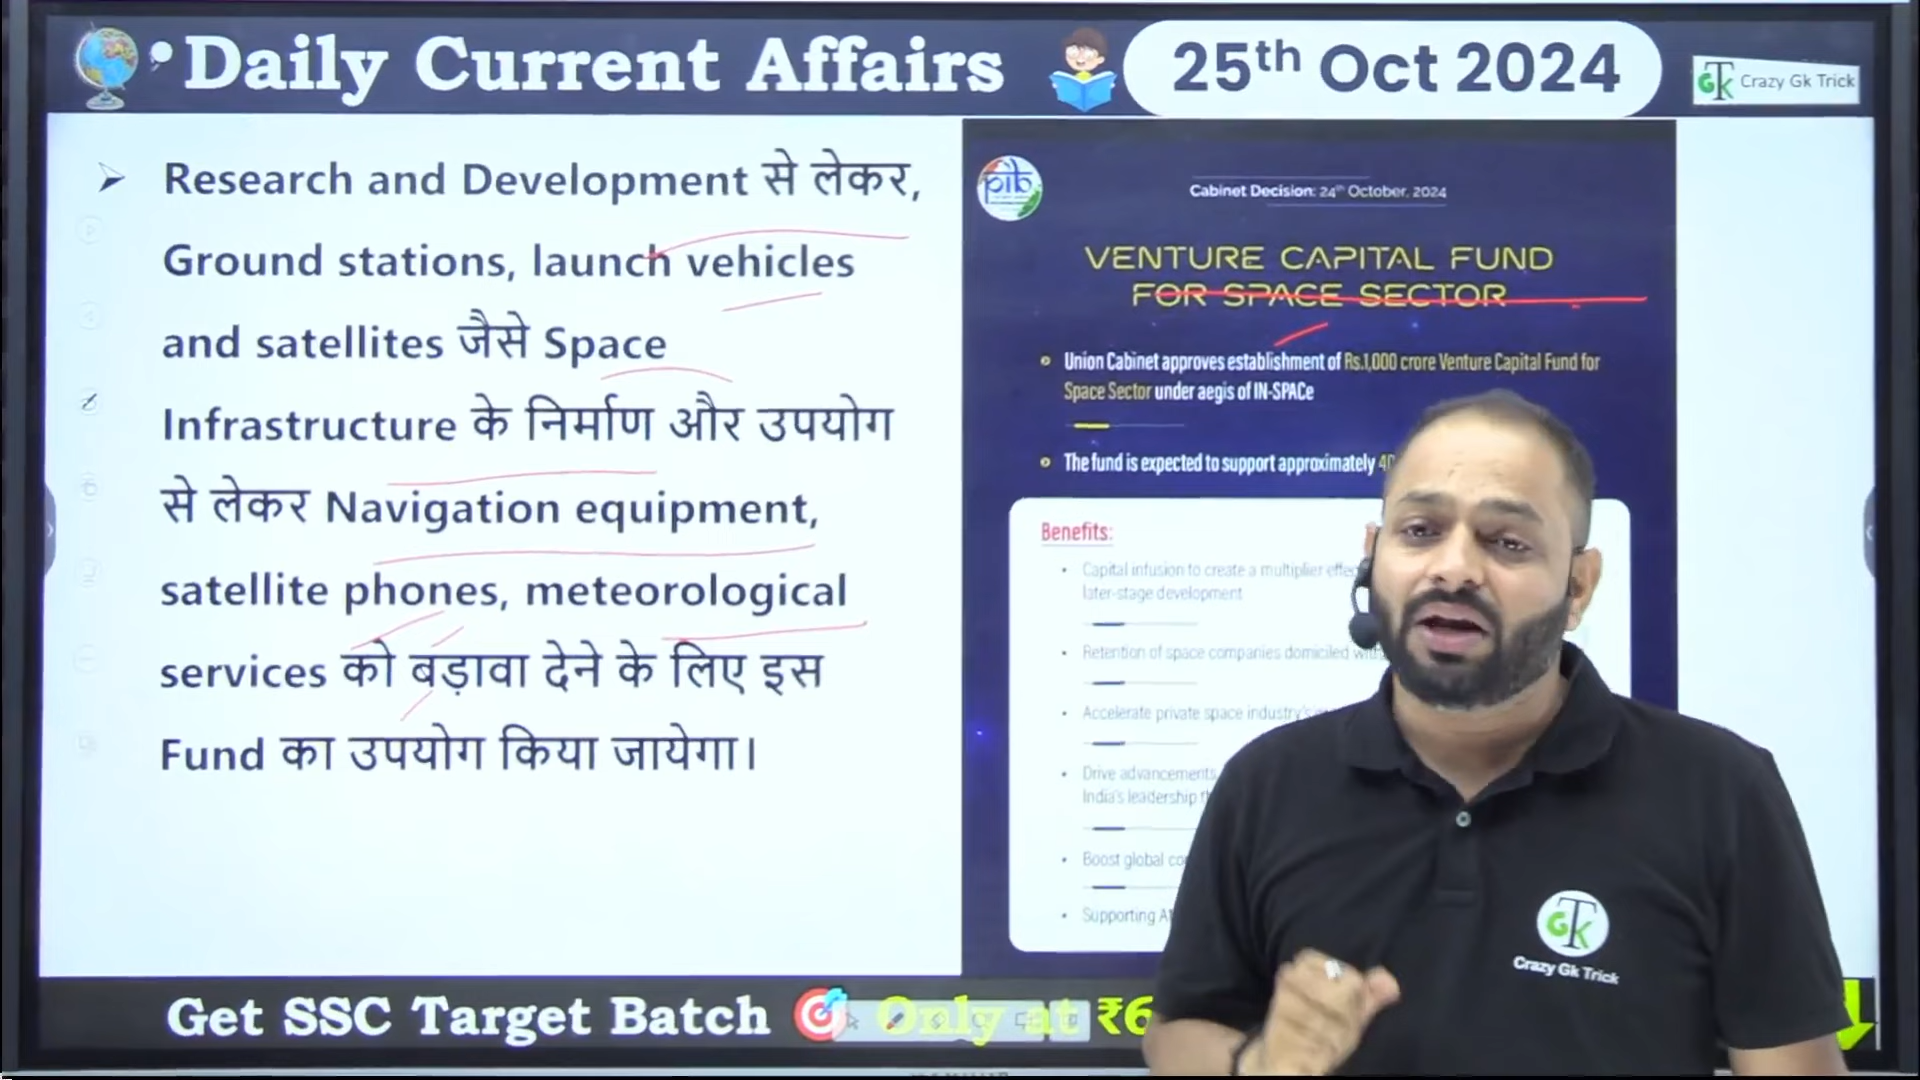 Daily Current Affairs
25th Oct 2024
Crazy Gk Trick
Research and Development से लेकर,
Ground stations, launch vehicles
and satellites जैसे Space
Infrastructure के निर्माण और उपयोग
से लेकर Navigation equipment,
satellite phones, meteorological
services को बड़ावा देने के लिए इस
Fund का उपयोग किया जायेगा।
pib
Cabinet Decision: 24th October, 2024
VENTURE CAPITAL FUND
FOR SPACE SECTOR
Union Cabinet approves establishment of Rs.1,000 crore Venture Capital Fund for
Space Sector under aegis of IN-SPACe
The fund is expected to support approximately
Benefits:
Capital infusion to create a multiplier
later-stage development
Retention of space companies domiciled
Accelerate private space industry's
Drive advancements
India's leadership
Boost global
Supporting
GTK
Crazy Gk Trick
Get SSC Target Batch Only at ₹6